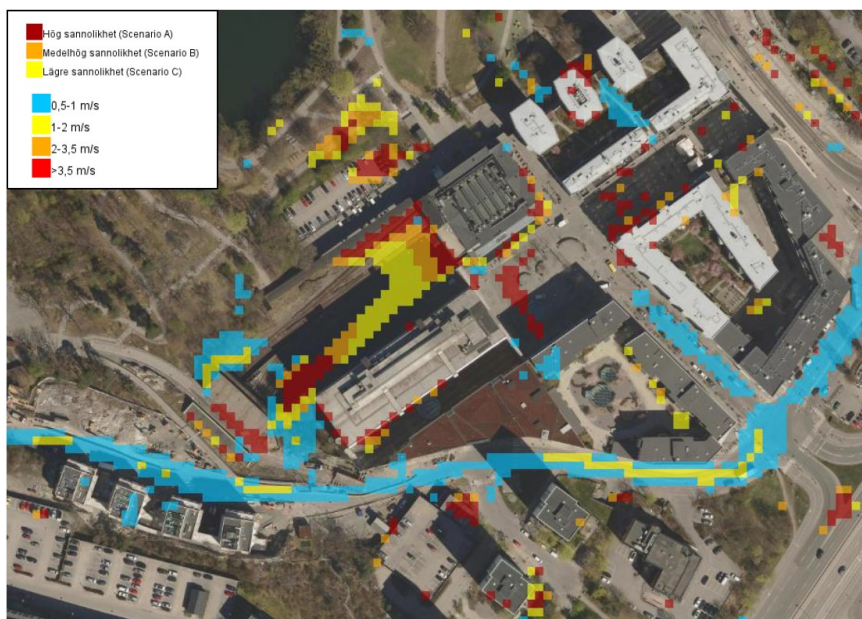 Hög sannolikhet (Scenario A)
Medelhög sannolikhet (Scenario B)
Lägre sannolikhet (Scenario C)
0,5-1 m/s
1-2 m/s
2-3,5 m/s
>3,5 m/s